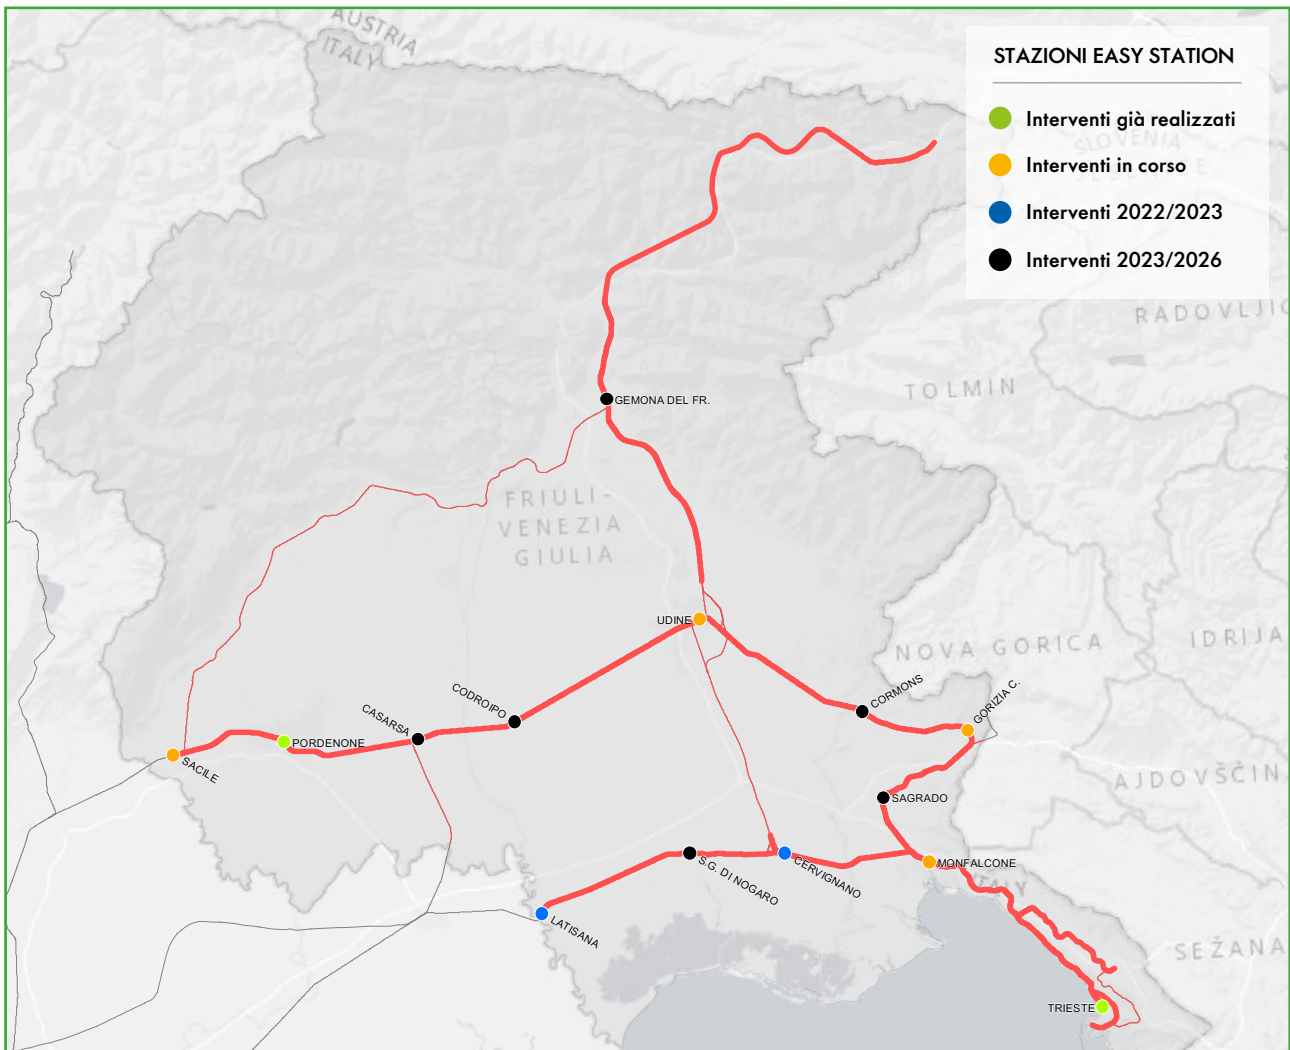 AUSTRIA
ITALY
STAZIONI EASY STATION
Interventi già realizzati
Interventi in corso
Interventi 2022/2023
Interventi 2023/2026
SLOVENIA
RADOVLJIC
TOLMIN
GEMONA DEL FR.
FRIULI-
VENEZIA
GIULIA
UDINE
NOVA GORICA
IDRIJA
CORMONS
GORIZIA C.
CODROIPO
CASARSA
PORDENONE
SACILE
AJDOVŠČIN
SAGRADO
MONFALCONE
CERVIGNANO
S.G. DI NOGARO
ITALY
LATISANA
SEŽANA
TRIESTE